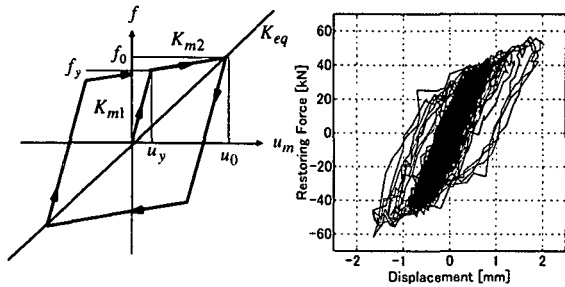 f
f0
Km2
Keq
fy
Km1
uy
u0
um
Restoring Force [kN]
60
40
20
0
−20
−40
−60
−2 −1 0 1 2
Displacement [mm]